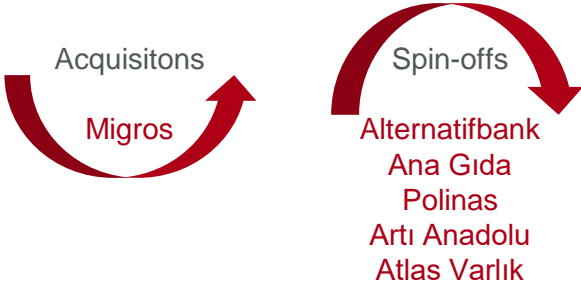 Acquisitons
Migros
Spin-offs
Alternatifbank
Ana Gıda
Polinas
Artı Anadolu
Atlas Varlık